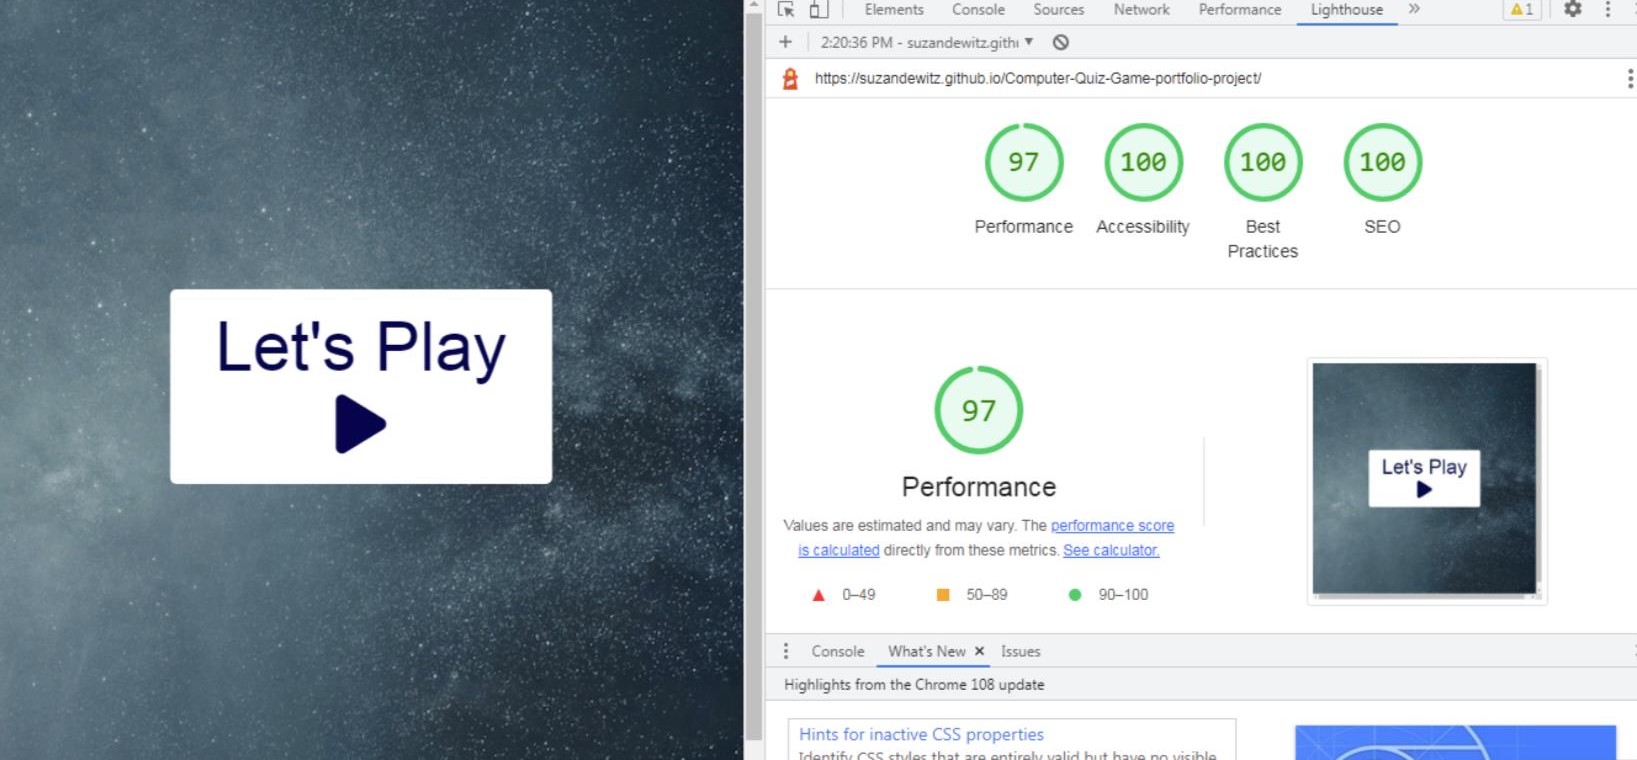 Let's Play
Elements Console Sources Network Performance Lighthouse » 1
+ 2:20:36 PM - suzandewitz.githu
https://suzandewitz.github.io/Computer-Quiz-Game-portfolio-project/
97 100 100 100
Performance Accessibility Best Practices SEO
97
Performance
Values are estimated and may vary. The performance score
is calculated directly from these metrics. See calculator.
0–49 50–89 90–100
Let's Play
Console What's New × Issues
Highlights from the Chrome 108 update
Hints for inactive CSS properties
Identify CSS styles that are entirely valid but have no visible